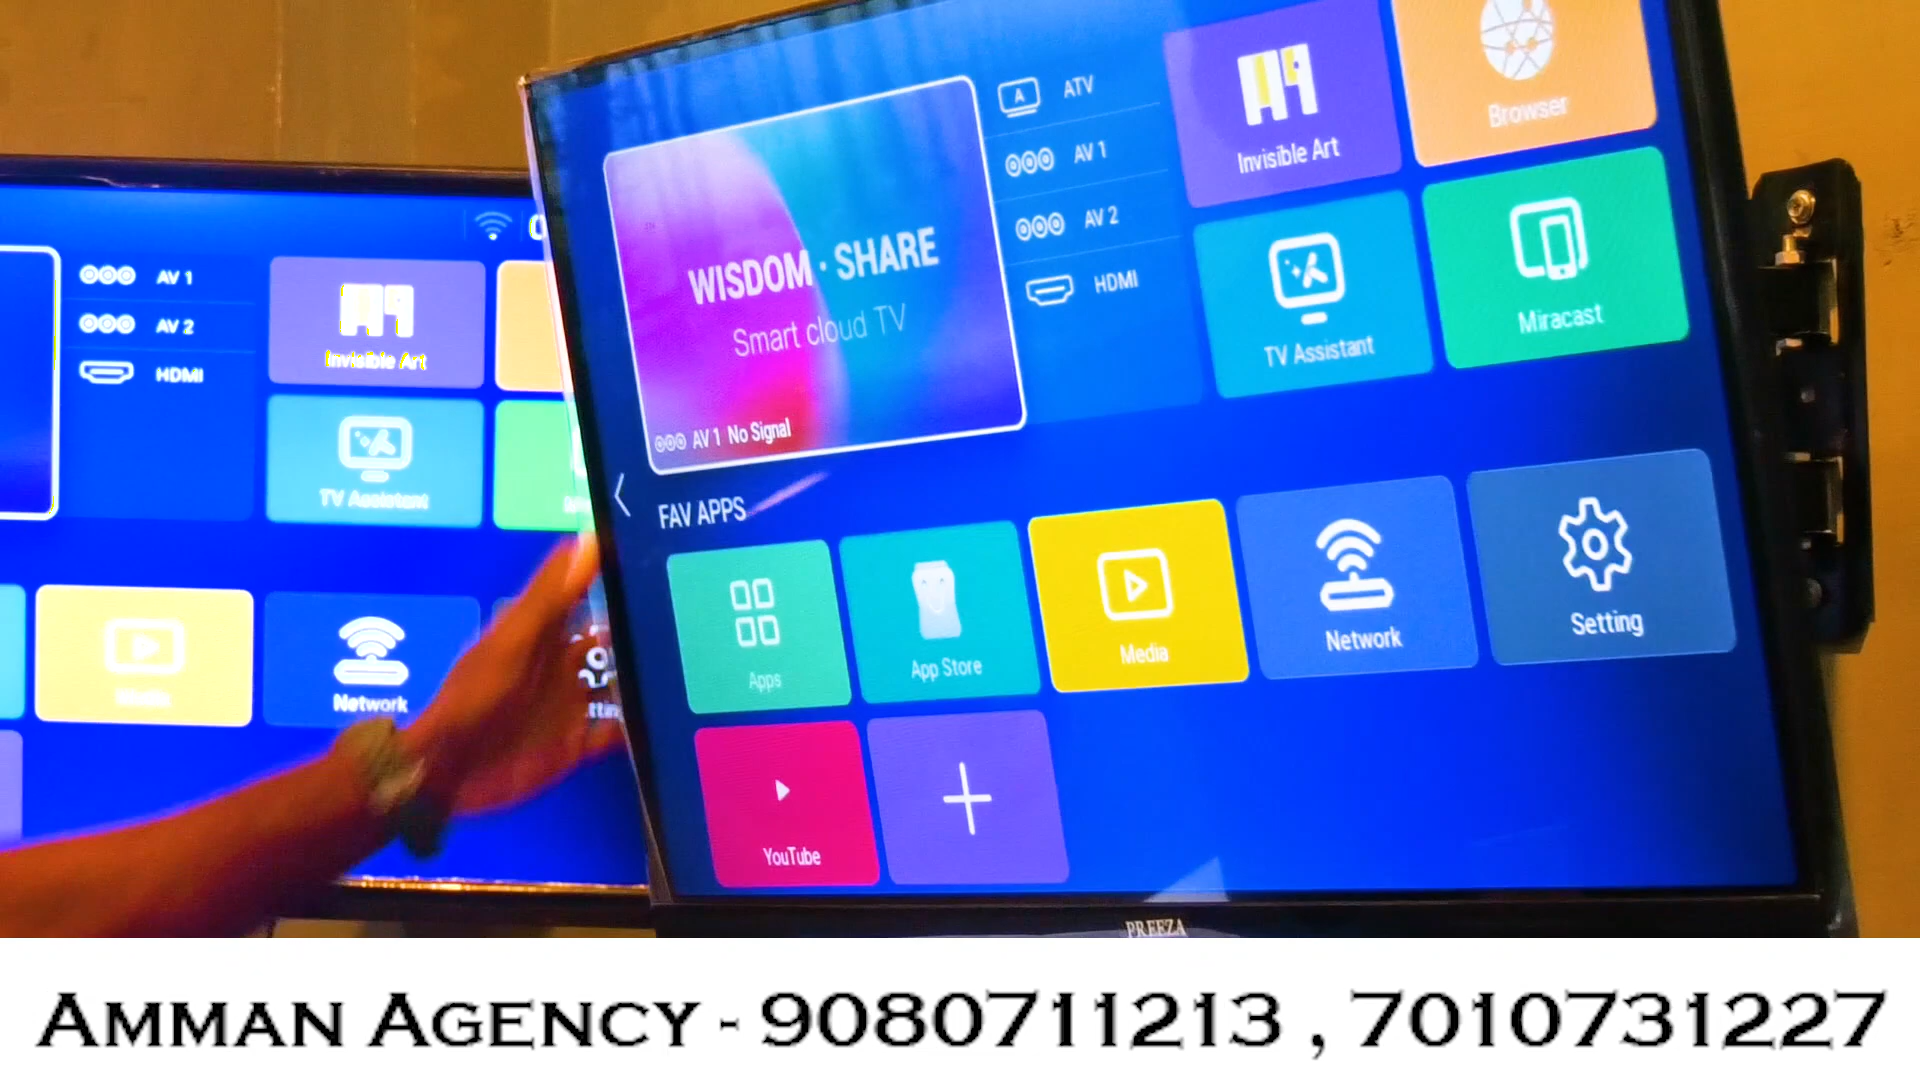 AV 1
AV 2
HDMI
Invisible Art
TV Assistant
Network
WISDOM · SHARE
Smart cloud TV
AV 1 No Signal
A ATV
AV 1
AV 2
HDMI
Invisible Art
Browser
TV Assistant
Miracast
FAV APPS
Apps
App Store
Media
Network
Setting
YouTube
PREEZA
AMMAN AGENCY - 9080711213 , 7010731227